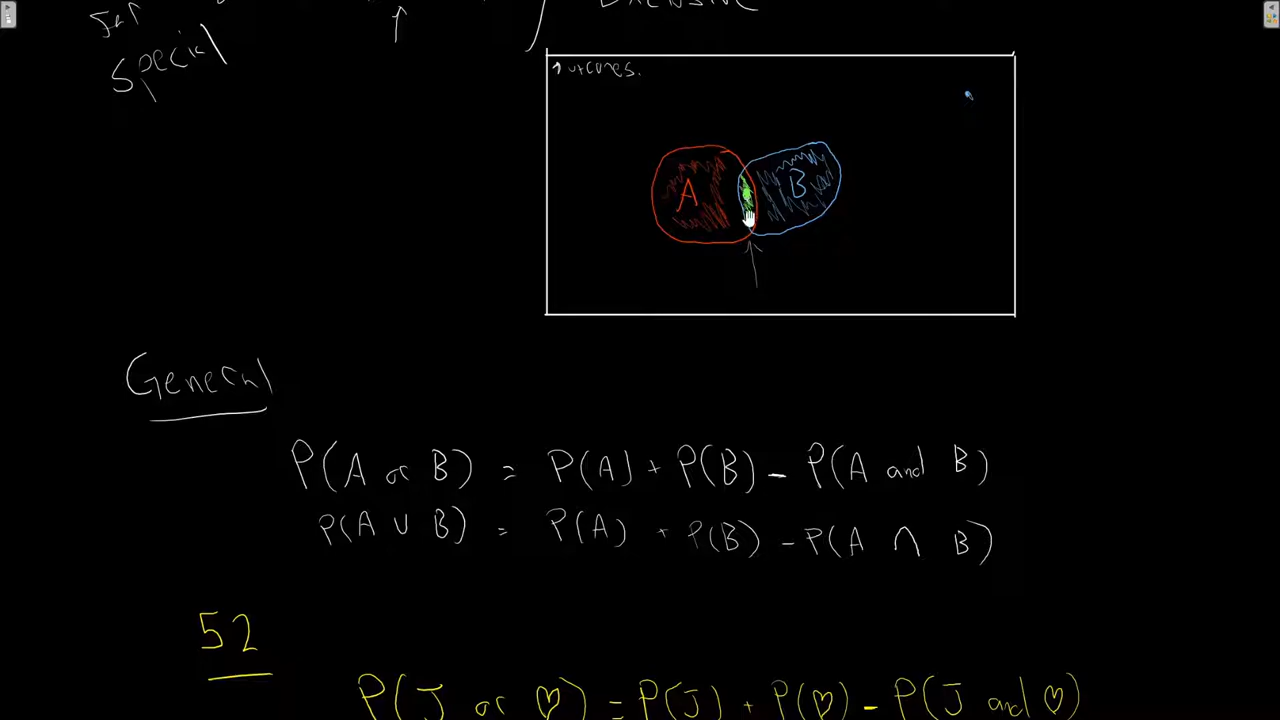 Special
outcomes.
A B
General
P(A or B) = P(A) + P(B) - P(A and B)
P(A ∪ B) = P(A) + P(B) - P(A ∩ B)
52
P(J or ♡) = P(J) + P(♡) - P(J and ♡)